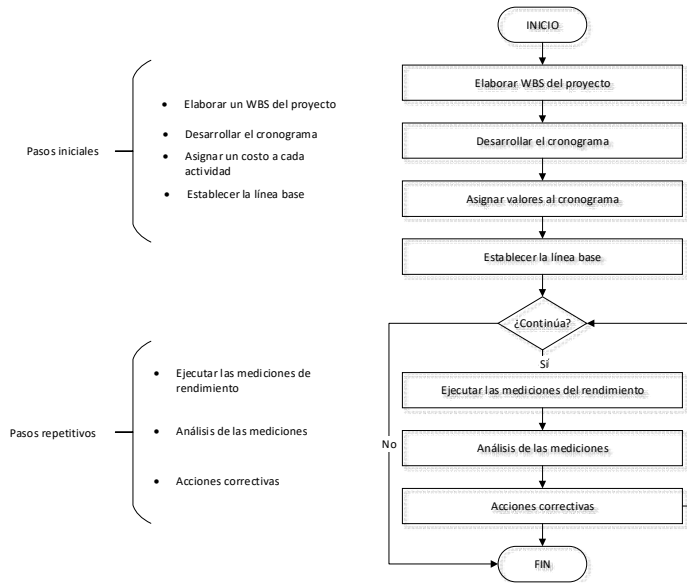 Pasos iniciales
• Elaborar un WBS del proyecto
• Desarrollar el cronograma
• Asignar un costo a cada
actividad
• Establecer la línea base
Pasos repetitivos
• Ejecutar las mediciones de
rendimiento
• Análisis de las mediciones
• Acciones correctivas
INICIO
Elaborar WBS del proyecto
Desarrollar el cronograma
Asignar valores al cronograma
Establecer la línea base
¿Continúa?
Sí
Ejecutar las mediciones del rendimiento
No
Análisis de las mediciones
Acciones correctivas
FIN